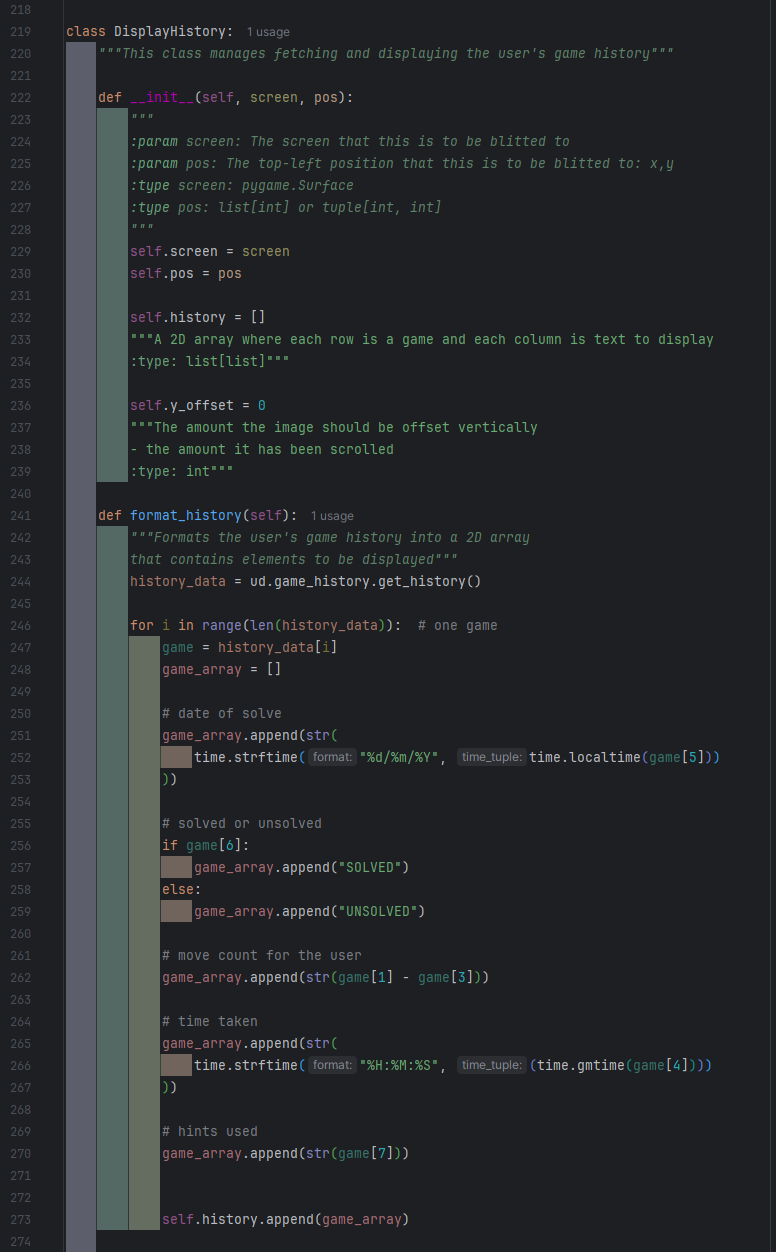 218
219 class DisplayHistory: 1 usage
220     """This class manages fetching and displaying the user's game history"""
221
222     def __init__(self, screen, pos):
223         """
224         :param screen: The screen that this is to be blitted to
225         :param pos: The top-left position that this is to be blitted to: x,y
226         :type screen: pygame.Surface
227         :type pos: list[int] or tuple[int, int]
228         """
229         self.screen = screen
230         self.pos = pos
231
232         self.history = []
233         """A 2D array where each row is a game and each column is text to display
234         :type: list[list]"""
235
236         self.y_offset = 0
237         """The amount the image should be offset vertically
238         - the amount it has been scrolled
239         :type: int"""
240
241     def format_history(self): 1 usage
242         """Formats the user's game history into a 2D array
243         that contains elements to be displayed"""
244         history_data = ud.game_history.get_history()
245
246         for i in range(len(history_data)):  # one game
247             game = history_data[i]
248             game_array = []
249
250             # date of solve
251             game_array.append(str(
252                 time.strftime( format: "%d/%m/%Y", time_tuple: time.localtime(game[5]))
253             ))
254
255             # solved or unsolved
256             if game[6]:
257                 game_array.append("SOLVED")
258             else:
259                 game_array.append("UNSOLVED")
260
261             # move count for the user
262             game_array.append(str(game[1] - game[3]))
263
264             # time taken
265             game_array.append(str(
266                 time.strftime( format: "%H:%M:%S", time_tuple: (time.gmtime(game[4])))
267             ))
268
269             # hints used
270             game_array.append(str(game[7]))
271
272
273             self.history.append(game_array)
274